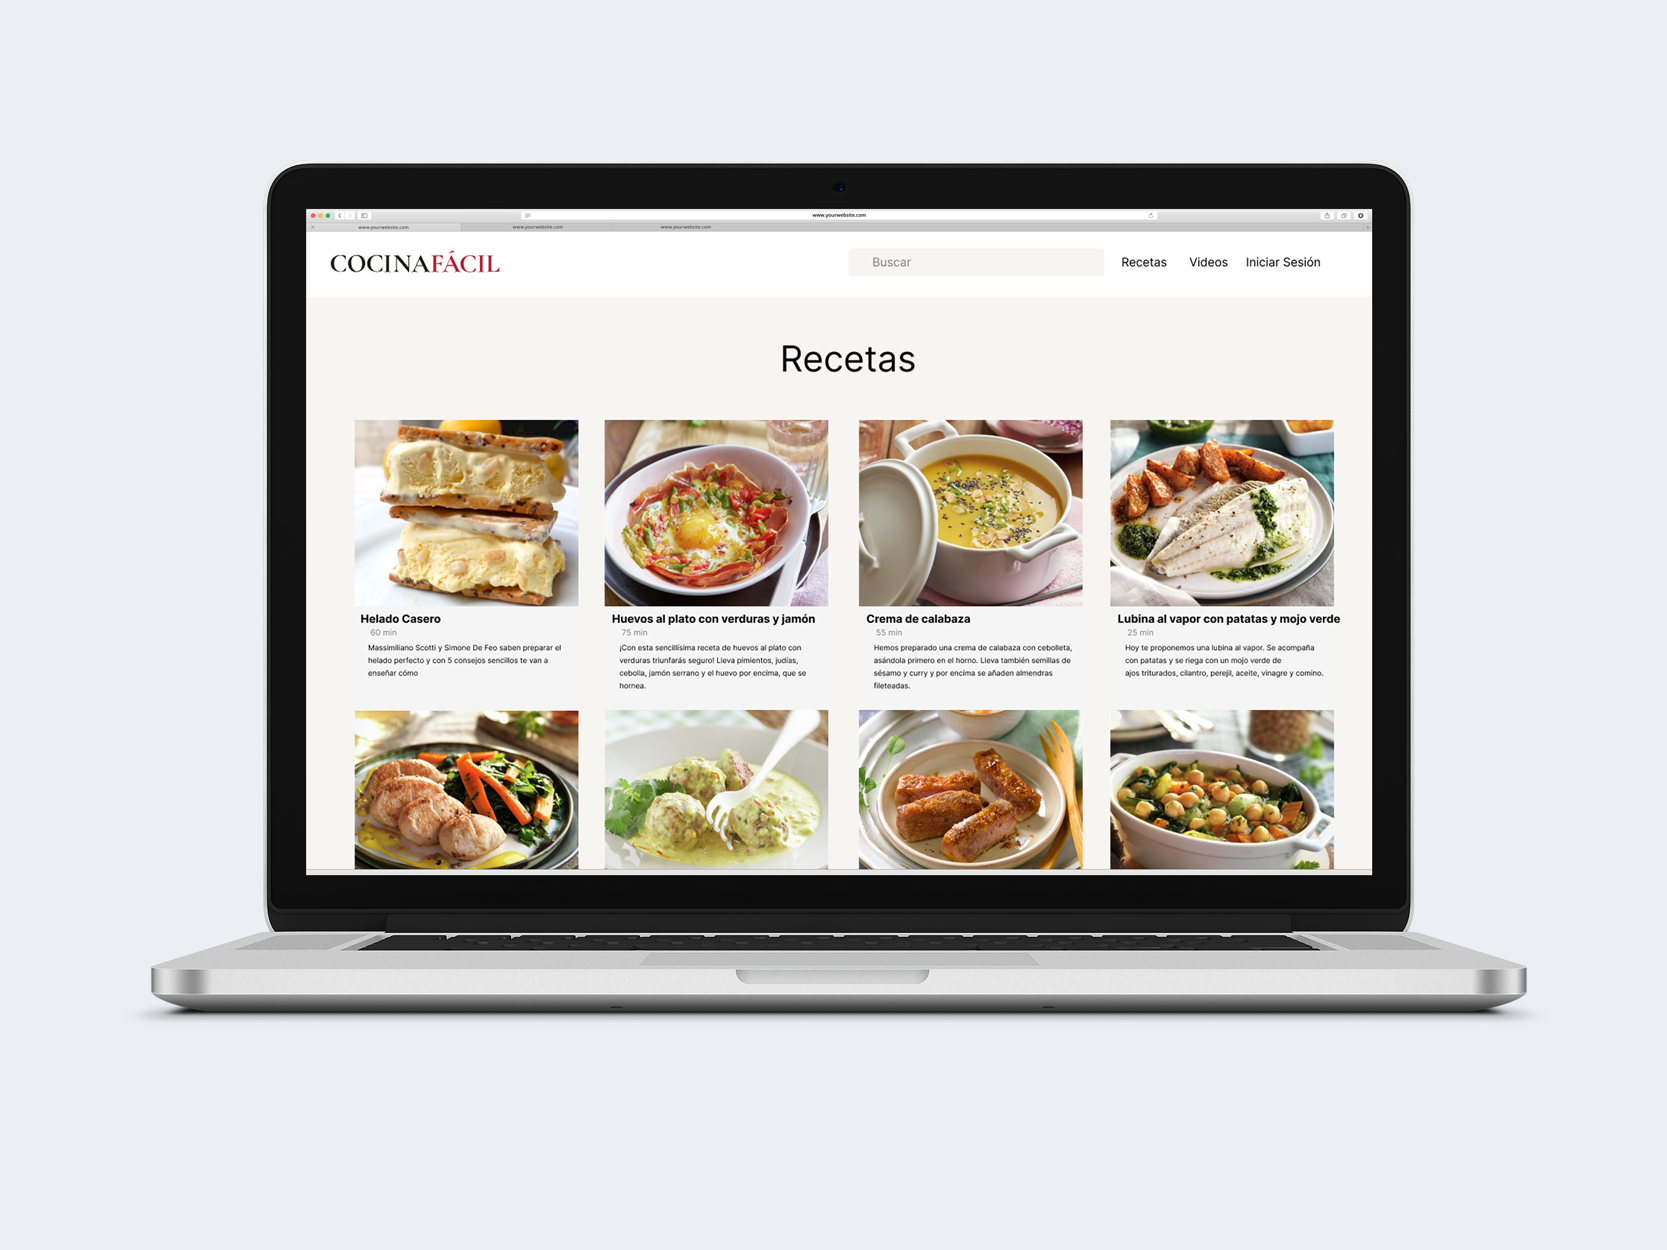 www.yourwebsite.com
www.yourwebsite.com
www.yourwebsite.com
www.yourwebsite.com
COCINAFÁCIL
Buscar
Recetas
Videos
Iniciar Sesión
Recetas
Helado Casero
60 min
Massimiliano Scotti y Simone De Feo saben preparar el
helado perfecto y con 5 consejos sencillos te van a
enseñar cómo
Huevos al plato con verduras y jamón
75 min
¡Con esta sencillísima receta de huevos al plato con
verduras triunfarás seguro! Lleva pimientos, judías,
cebolla, jamón serrano y el huevo por encima, que se
hornea.
Crema de calabaza
55 min
Hemos preparado una crema de calabaza con cebolleta,
asándola primero en el horno. Lleva también semillas de
sésamo y curry y por encima se añaden almendras
fileteadas.
Lubina al vapor con patatas y mojo verde
25 min
Hoy te proponemos una lubina al vapor. Se acompaña
con patatas y se riega con un mojo verde de
ajos triturados, cilantro, perejil, aceite, vinagre y comino.